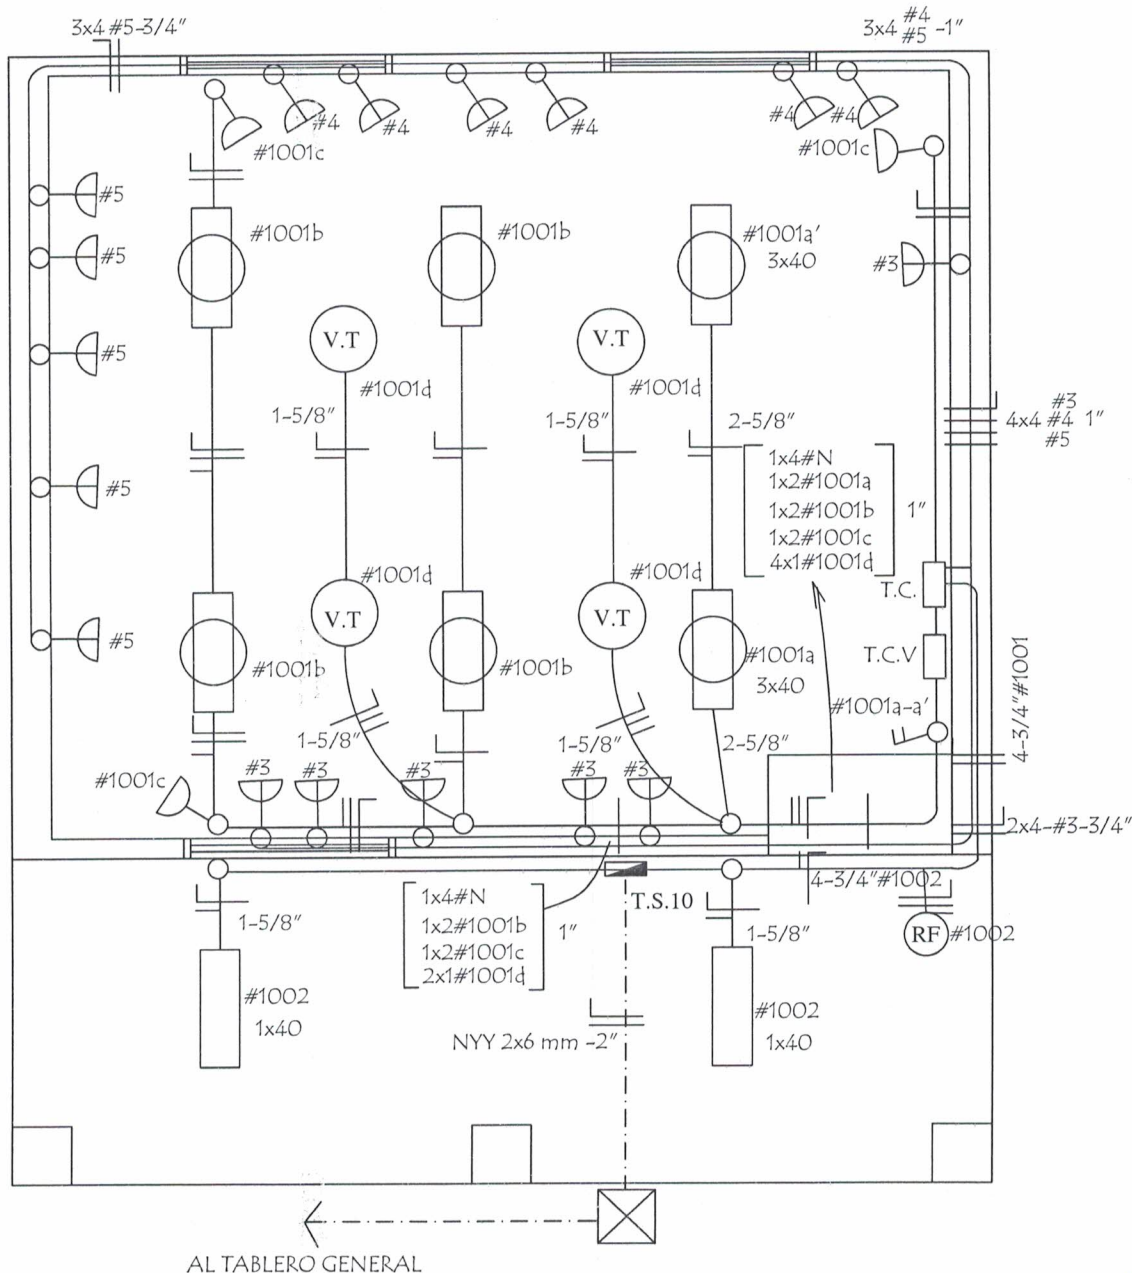 3x4 #5-3/4"
#4
3x4 -1"
#5
#4
#4
#4
#4
#4
#4
#1001c
#1001c
#5
#5
#5
#5
#5
#1001b
#1001b
#1001a'
3x40
#3
V.T
V.T
#1001d
#1001d
1-5/8"
1-5/8"
2-5/8"
#3
4x4 #4 1"
#5
1x4#N
1x2#1001a
1x2#1001b
1x2#1001c
4x1#1001d
1"
#1001d
#1001d
V.T
V.T
T.C.
T.C.V
#1001b
#1001b
#1001a
3x40
#1001a-a'
4-3/4"#1001
1-5/8"
1-5/8"
2-5/8"
#1001c
#3
#3
#3
#3
#3
2x4-#3-3/4"
4-3/4"#1002
T.S.10
1x4#N
1x2#1001b
1x2#1001c
2x1#1001d
1"
1-5/8"
1-5/8"
RF
#1002
#1002
1x40
#1002
1x40
NYY 2x6 mm -2"
AL TABLERO GENERAL